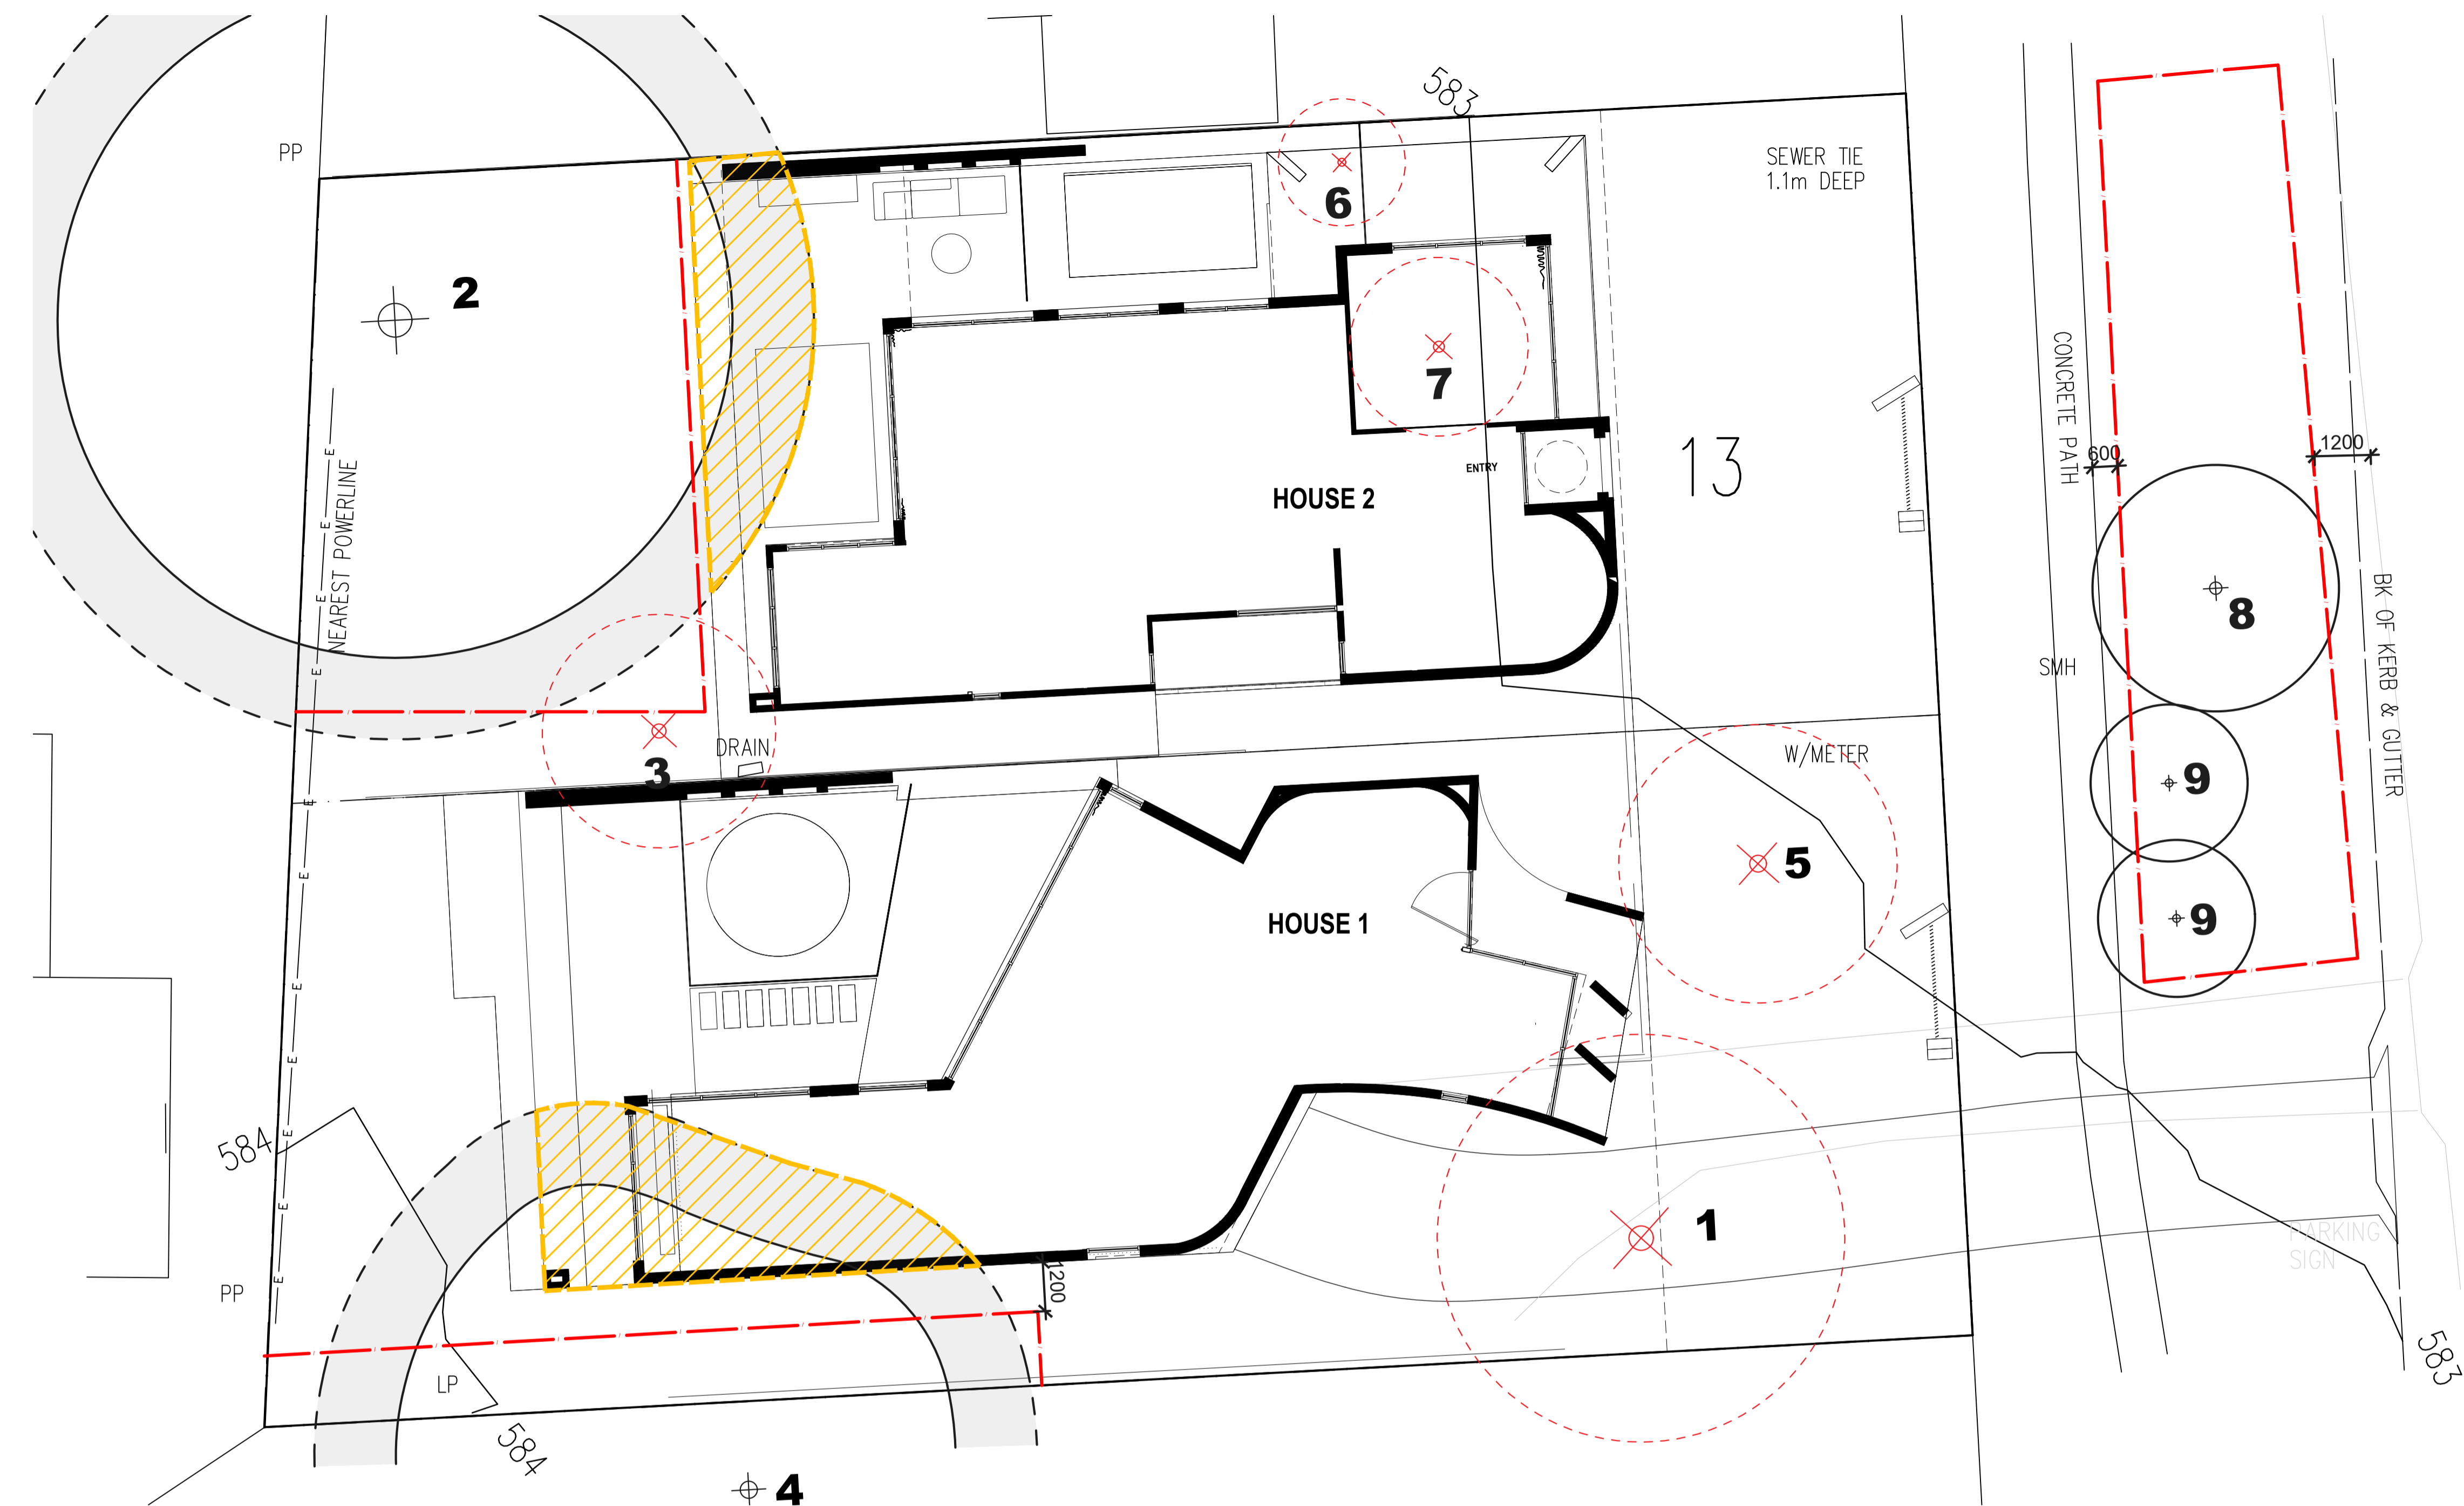 583
PP
SEWER TIE
1.1m DEEP
6
2
CONCRETE PATH
7
13
600
1200
ENTRY
HOUSE 2
NEAREST POWERLINE
E
E
E
E
E
E
E
E
E
E
E
E
8
BK OF KERB & GUTTER
SMH
DRAIN
3
W/METER
9
5
HOUSE 1
9
584
1
PARKING
SIGN
PP
1200
LP
583
584
4